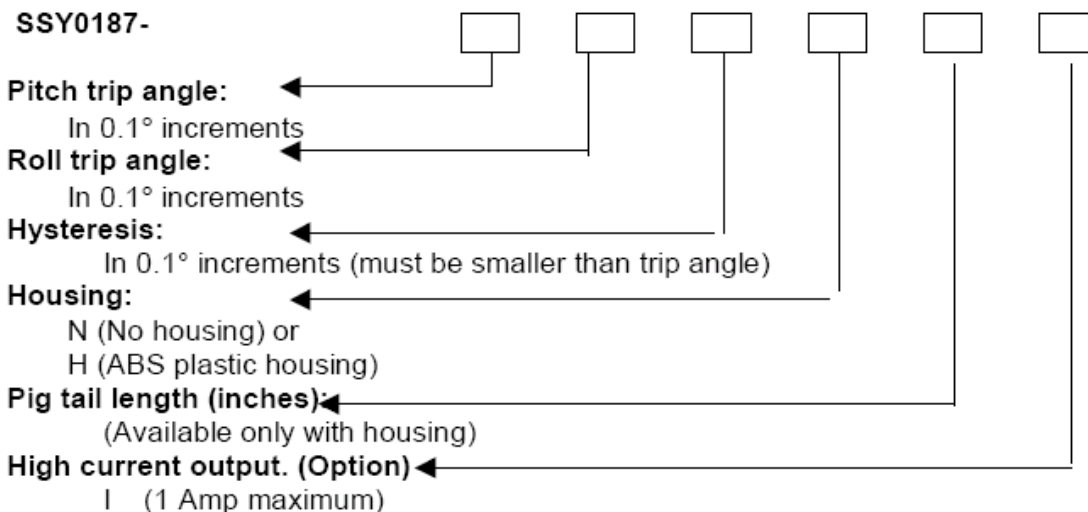 SSY0187-
Pitch trip angle:
In 0.1° increments
Roll trip angle:
In 0.1° increments
Hysteresis:
In 0.1° increments (must be smaller than trip angle)
Housing:
N (No housing) or
H (ABS plastic housing)
Pig tail length (inches):
(Available only with housing)
High current output. (Option)
I (1 Amp maximum)